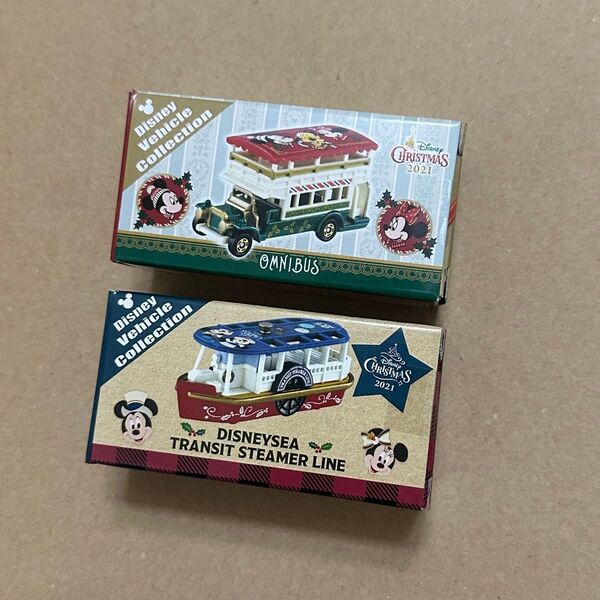 Disney
Vehicle
Collection
Disney
CHRISTMAS
2021
OMNIBUS
Disney
Vehicle
Collection
Disney
CHRISTMAS
2021
DISNEYSEA
TRANSIT STEAMER LINE